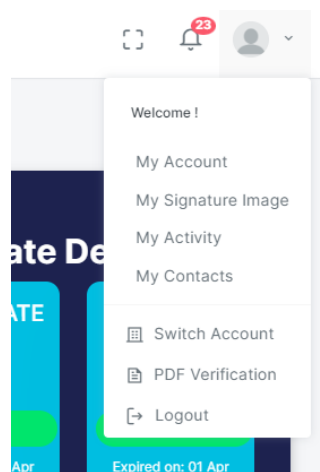 23
Welcome !
My Account
My Signature Image
My Activity
My Contacts
ate De
ATE
Switch Account
PDF Verification
Logout
Apr
Expired on: 01 Apr